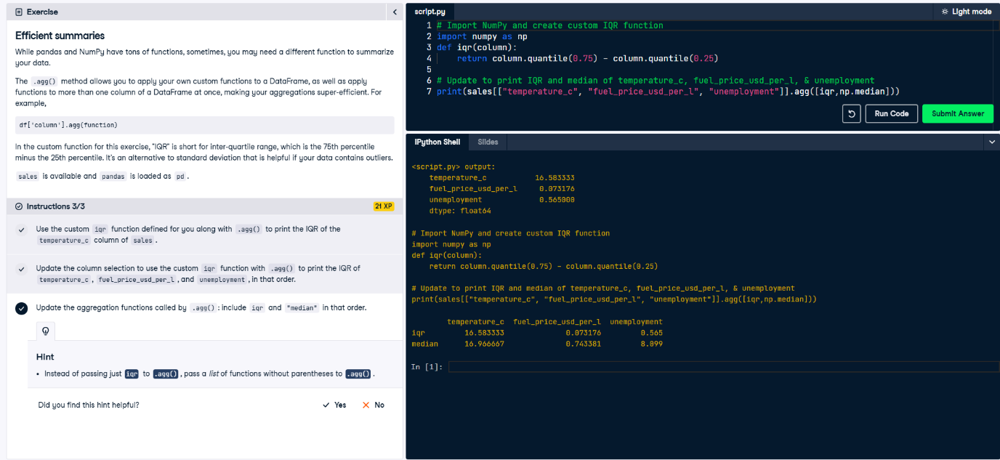 Exercise
Efficient summaries
While pandas and NumPy have tons of functions, sometimes, you may need a different function to summarize
your data.
The .agg() method allows you to apply your own custom functions to a DataFrame, as well as apply
functions to more than one column of a DataFrame at once, making your aggregations super-efficient. For
example,
df['column'].agg(function)
In the custom function for this exercise, "IQR" is short for inter-quartile range, which is the 75th percentile
minus the 25th percentile. It's an alternative to standard deviation that is helpful if your data contains outliers.
sales is available and pandas is loaded as pd.
Instructions 3/3
21 XP
Use the custom iqr function defined for you along with .agg() to print the IQR of the
temperature_c column of sales.
Update the column selection to use the custom iqr function with .agg() to print the IQR of
temperature_c, fuel_price_usd_per_l, and unemployment, in that order.
Update the aggregation functions called by .agg(): include iqr and "median" in that order.
Hint
• Instead of passing just iqr to .agg(), pass a list of functions without parentheses to .agg().
Did you find this hint helpful?
Yes
No
script.py
Light mode
1 # Import NumPy and create custom IQR function
2 import numpy as np
3 def iqr(column):
4     return column.quantile(0.75) - column.quantile(0.25)
5
6 # Update to print IQR and median of temperature_c, fuel_price_usd_per_l, & unemployment
7 print(sales[["temperature_c", "fuel_price_usd_per_l", "unemployment"]].agg([iqr,np.median]))
Run Code
Submit Answer
IPython Shell
Slides
<script.py> output:
temperature_c 16.583333
fuel_price_usd_per_l 0.073176
unemployment 0.565000
dtype: float64
# Import NumPy and create custom IQR function
import numpy as np
def iqr(column):
    return column.quantile(0.75) - column.quantile(0.25)
# Update to print IQR and median of temperature_c, fuel_price_usd_per_l, & unemployment
print(sales[["temperature_c", "fuel_price_usd_per_l", "unemployment"]].agg([iqr,np.median]))
temperature_c fuel_price_usd_per_l unemployment
iqr 16.583333 0.073176 0.565
median 16.966667 0.743381 8.099
In [1]: